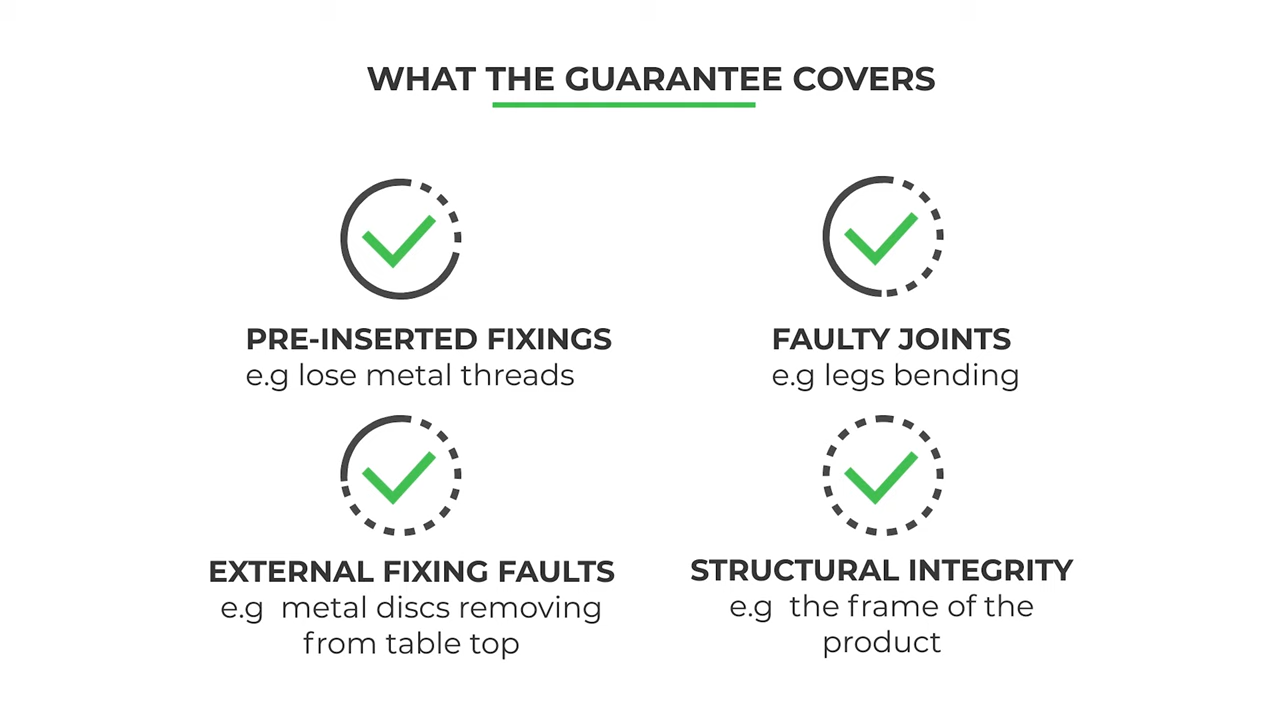 WHAT THE GUARANTEE COVERS
PRE-INSERTED FIXINGS
e.g lose metal threads
FAULTY JOINTS
e.g legs bending
EXTERNAL FIXING FAULTS
e.g metal discs removing
from table top
STRUCTURAL INTEGRITY
e.g the frame of the
product